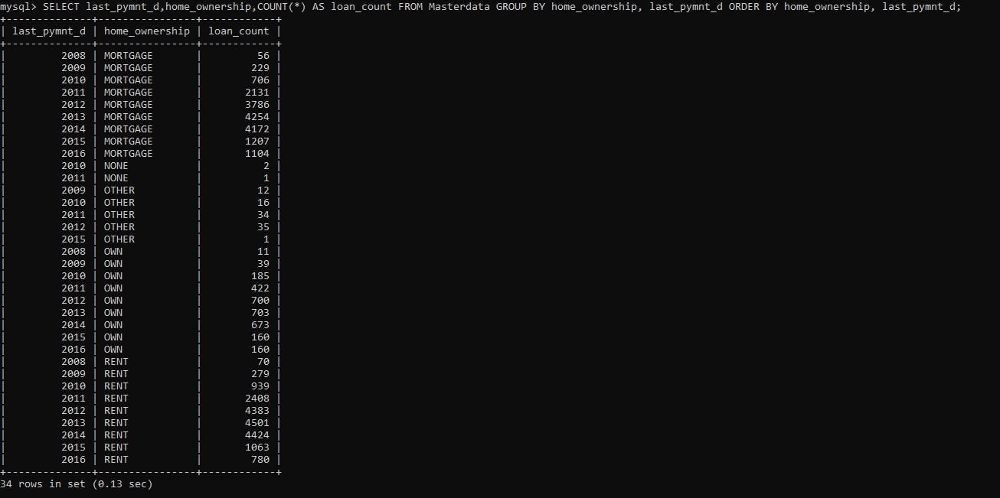 mysql> SELECT last_pymnt_d,home_ownership,COUNT(*) AS loan_count FROM Masterdata GROUP BY home_ownership, last_pymnt_d ORDER BY home_ownership, last_pymnt_d;
+--------------+----------------+------------+
| last_pymnt_d | home_ownership | loan_count |
+--------------+----------------+------------+
|         2008 | MORTGAGE       |         56 |
|         2009 | MORTGAGE       |        229 |
|         2010 | MORTGAGE       |        706 |
|         2011 | MORTGAGE       |       2131 |
|         2012 | MORTGAGE       |       3786 |
|         2013 | MORTGAGE       |       4254 |
|         2014 | MORTGAGE       |       4172 |
|         2015 | MORTGAGE       |       1207 |
|         2016 | MORTGAGE       |       1104 |
|         2010 | NONE           |          2 |
|         2011 | NONE           |          1 |
|         2009 | OTHER          |         12 |
|         2010 | OTHER          |         16 |
|         2011 | OTHER          |         34 |
|         2012 | OTHER          |         35 |
|         2015 | OTHER          |          1 |
|         2008 | OWN            |         11 |
|         2009 | OWN            |         39 |
|         2010 | OWN            |        185 |
|         2011 | OWN            |        422 |
|         2012 | OWN            |        700 |
|         2013 | OWN            |        703 |
|         2014 | OWN            |        673 |
|         2015 | OWN            |        160 |
|         2016 | OWN            |        160 |
|         2008 | RENT           |         70 |
|         2009 | RENT           |        279 |
|         2010 | RENT           |        939 |
|         2011 | RENT           |       2408 |
|         2012 | RENT           |       4383 |
|         2013 | RENT           |       4501 |
|         2014 | RENT           |       4424 |
|         2015 | RENT           |       1063 |
|         2016 | RENT           |        780 |
+--------------+----------------+------------+
34 rows in set (0.13 sec)